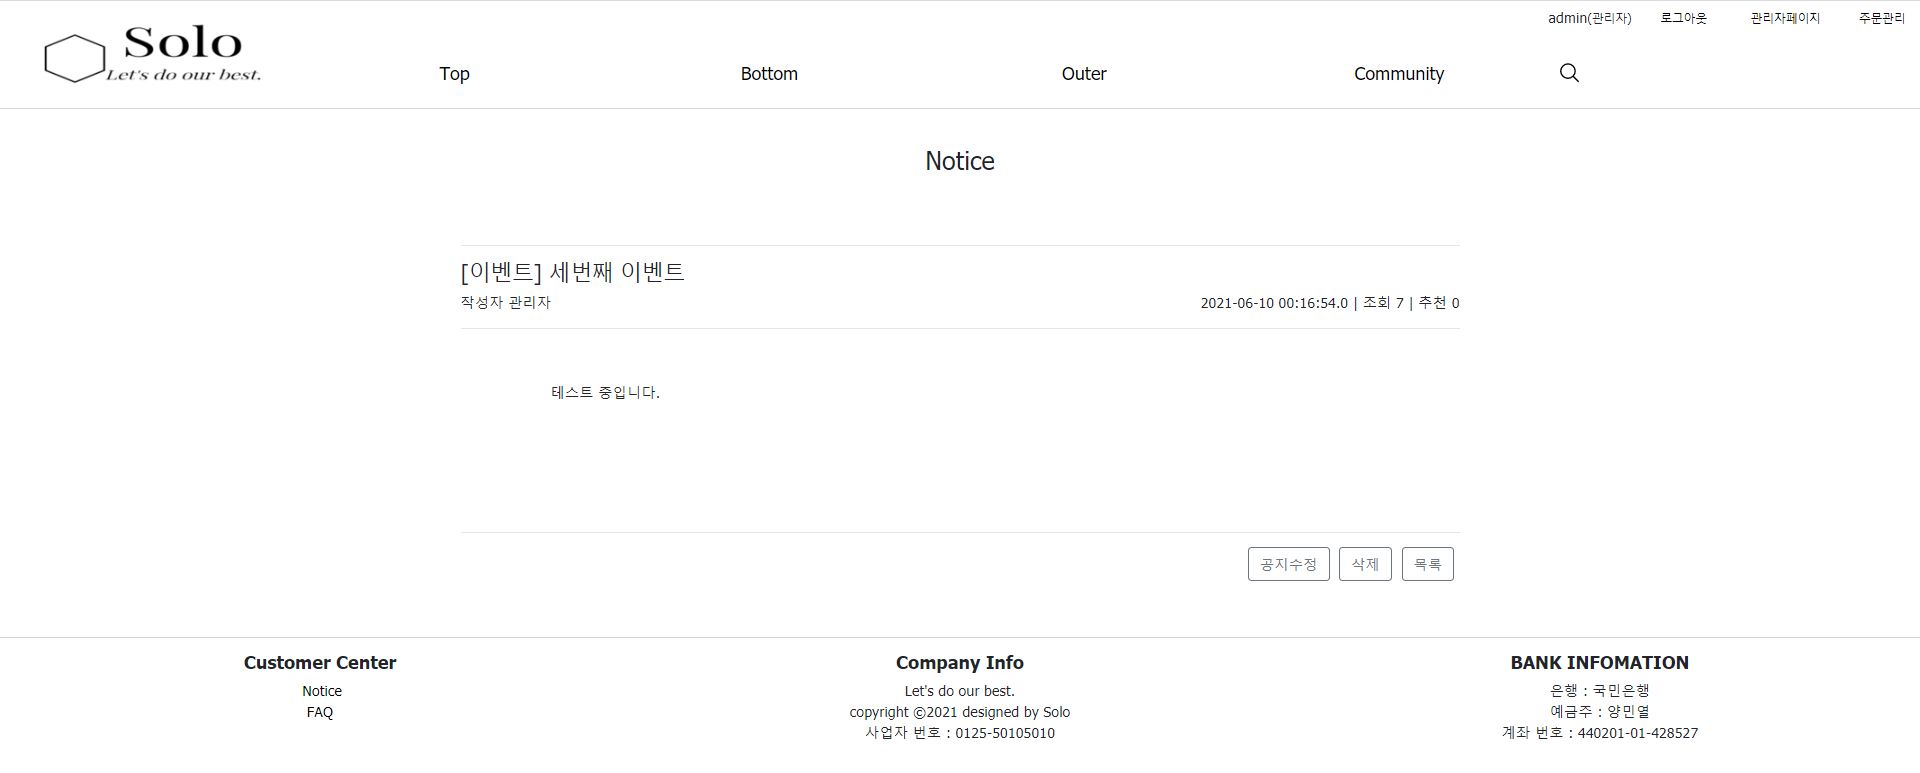 admin(관리자) 로그아웃 관리자페이지 주문관리
Solo
Let's do our best.
Top Bottom Outer Community
Notice
[이벤트] 세번째 이벤트
작성자 관리자 2021-06-10 00:16:54.0 | 조회 7 | 추천 0
테스트 중입니다.
공지수정 삭제 목록
Customer Center
Notice
FAQ
Company Info
Let's do our best.
copyright ©2021 designed by Solo
사업자 번호 : 0125-50105010
BANK INFOMATION
은행 : 국민은행
예금주 : 양민열
계좌 번호 : 440201-01-428527